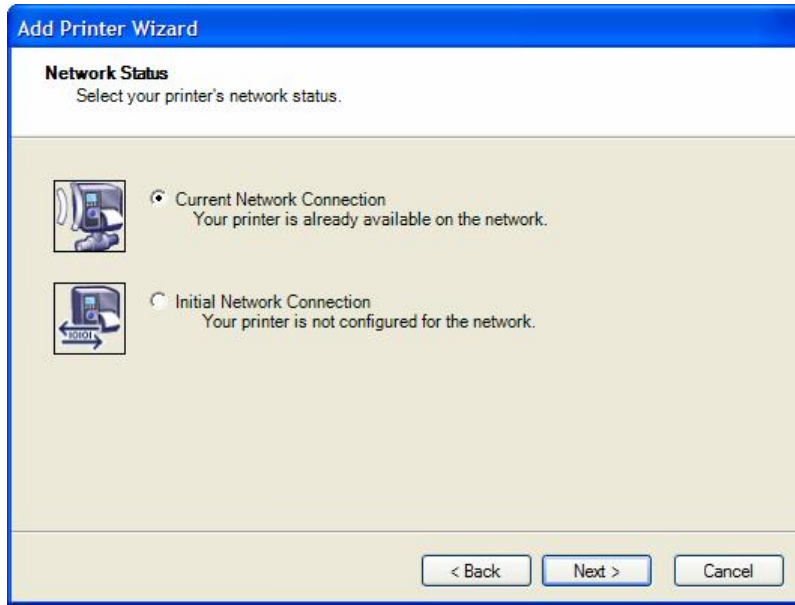 Add Printer Wizard
Network Status
Select your printer's network status.
Current Network Connection
Your printer is already available on the network.
Initial Network Connection
Your printer is not configured for the network.
10101
< Back Next > Cancel